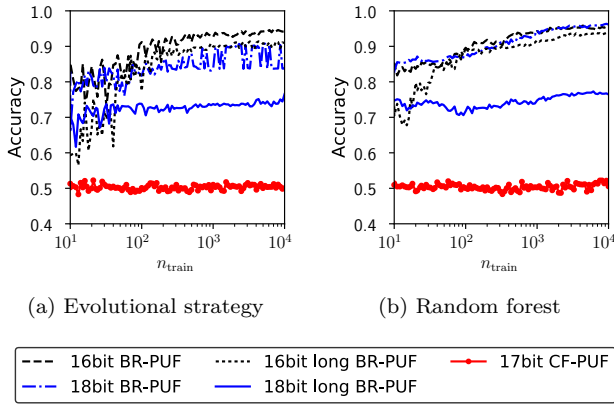 1.0
0.9
0.8
0.7
0.6
0.5
0.4
Accuracy
10^1 10^2 10^3 10^4
n_train
(a) Evolutional strategy
1.0
0.9
0.8
0.7
0.6
0.5
0.4
Accuracy
10^1 10^2 10^3 10^4
n_train
(b) Random forest
16bit BR-PUF 16bit long BR-PUF 17bit CF-PUF
18bit BR-PUF 18bit long BR-PUF